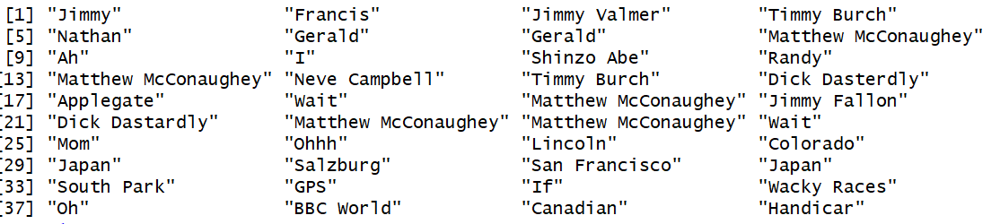 [1] "Jimmy" "Francis" "Jimmy Valmer" "Timmy Burch"
[5] "Nathan" "Gerald" "Gerald" "Matthew McConaughey"
[9] "Ah" "I" "Shinzo Abe" "Randy"
[13] "Matthew McConaughey" "Neve Campbell" "Timmy Burch" "Dick Dasterdly"
[17] "Applegate" "Wait" "Matthew McConaughey" "Jimmy Fallon"
[21] "Dick Dastardly" "Matthew McConaughey" "Matthew McConaughey" "Wait"
[25] "Mom" "Ohhh" "Lincoln" "Colorado"
[29] "Japan" "Salzburg" "San Francisco" "Japan"
[33] "South Park" "GPS" "If" "Wacky Races"
[37] "Oh" "BBC World" "Canadian" "Handicar"